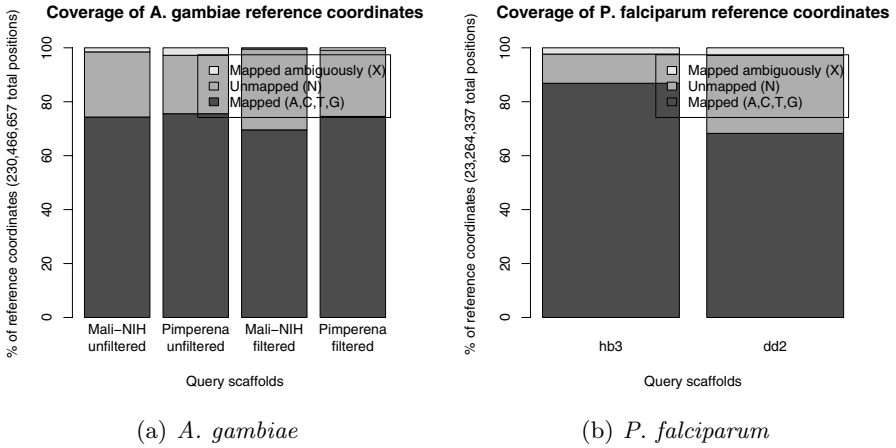 Coverage of A. gambiae reference coordinates
% of reference coordinates (230,466,657 total positions)
100
80
60
40
20
0
Mapped ambiguously (X)
Unmapped (N)
Mapped (A,C,T,G)
Mali−NIH unfiltered
Pimperena unfiltered
Mali−NIH filtered
Pimperena filtered
Query scaffolds
(a) A. gambiae
Coverage of P. falciparum reference coordinates
% of reference coordinates (23,264,337 total positions)
100
80
60
40
20
0
Mapped ambiguously (X)
Unmapped (N)
Mapped (A,C,T,G)
hb3
dd2
Query scaffolds
(b) P. falciparum